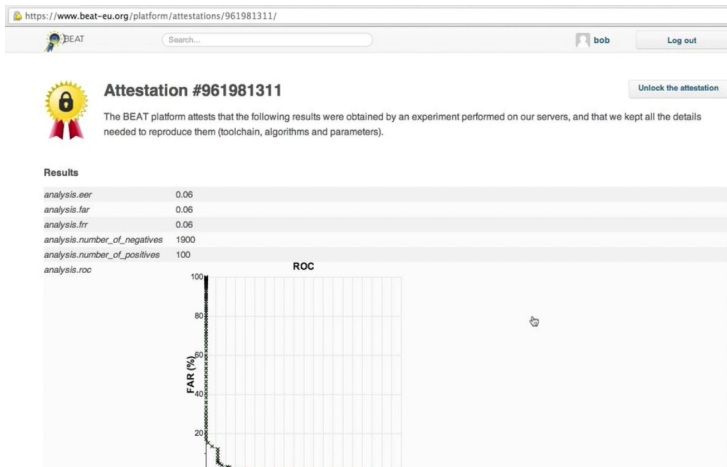 https://www.beat-eu.org/platform/attestations/961981311/
BEAT
Search...
bob
Log out
Attestation #961981311
Unlock the attestation
The BEAT platform attests that the following results were obtained by an experiment performed on our servers, and that we kept all the details
needed to reproduce them (toolchain, algorithms and parameters).
Results
analysis.eer 0.06
analysis.far 0.06
analysis.frr 0.06
analysis.number_of_negatives 1900
analysis.number_of_positives 100
analysis.roc
ROC
100
80
60
40
20
FAR (%)